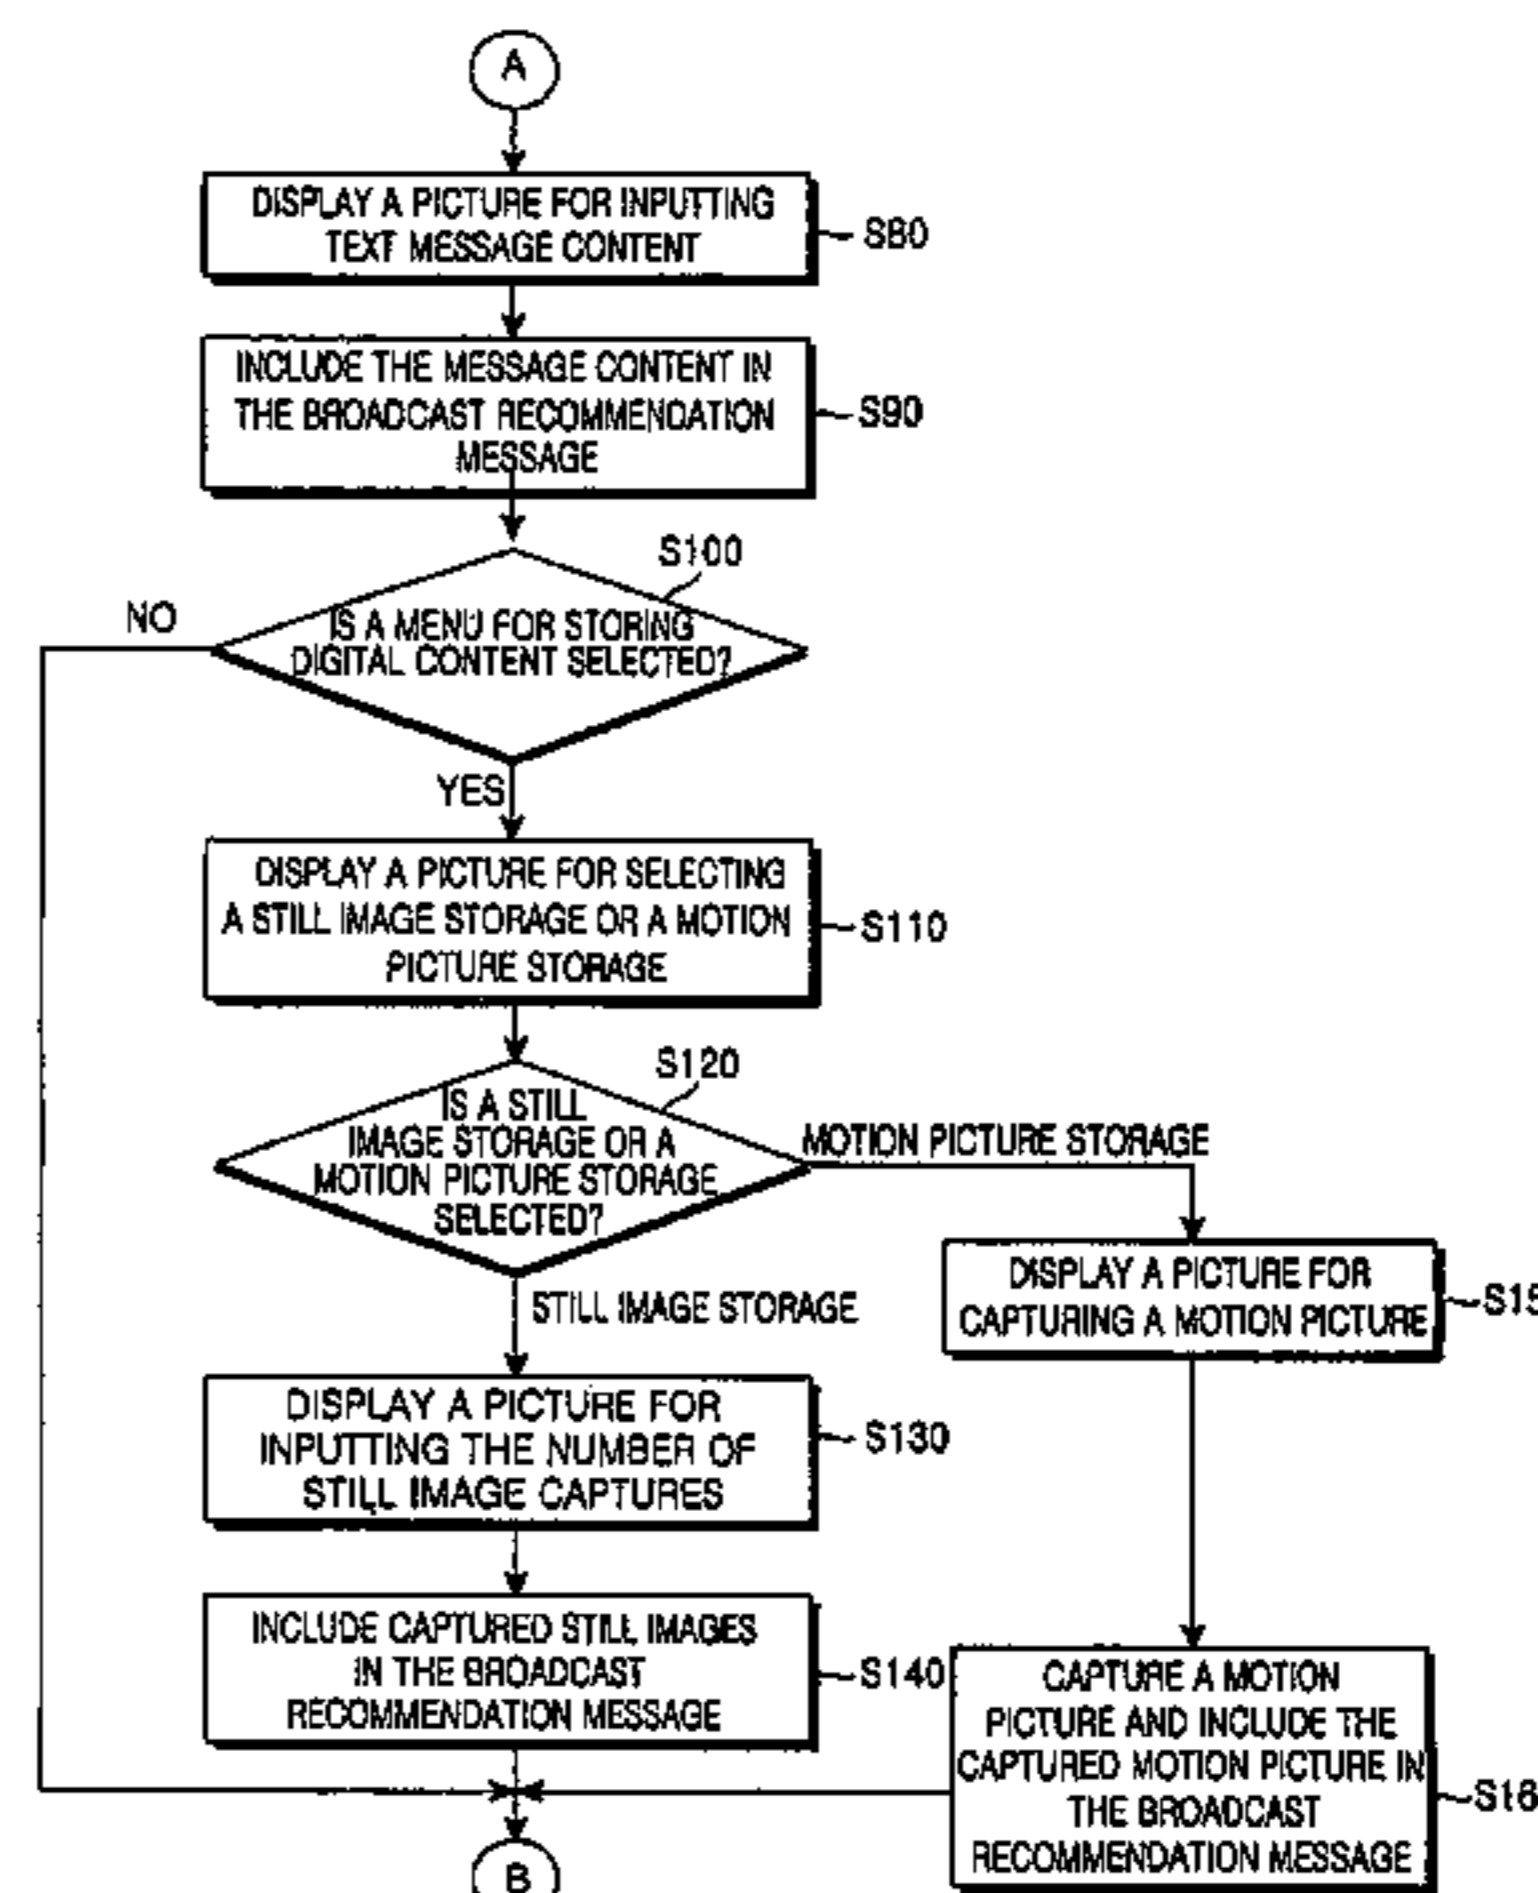 A
DISPLAY A PICTURE FOR INPUTTING
TEXT MESSAGE CONTENT
S80
INCLUDE THE MESSAGE CONTENT IN
THE BROADCAST RECOMMENDATION
MESSAGE
S90
S100
NO
IS A MENU FOR STORING
DIGITAL CONTENT SELECTED?
YES
DISPLAY A PICTURE FOR SELECTING
A STILL IMAGE STORAGE OR A MOTION
PICTURE STORAGE
S110
S120
IS A STILL
IMAGE STORAGE OR A
MOTION PICTURE STORAGE
SELECTED?
MOTION PICTURE STORAGE
STILL IMAGE STORAGE
DISPLAY A PICTURE FOR
CAPTURING A MOTION PICTURE
S15
DISPLAY A PICTURE FOR
INPUTTING THE NUMBER OF
STILL IMAGE CAPTURES
S130
INCLUDE CAPTURED STILL IMAGES
IN THE BROADCAST
RECOMMENDATION MESSAGE
S140
CAPTURE A MOTION
PICTURE AND INCLUDE THE
CAPTURED MOTION PICTURE IN
THE BROADCAST
RECOMMENDATION MESSAGE
S16
B